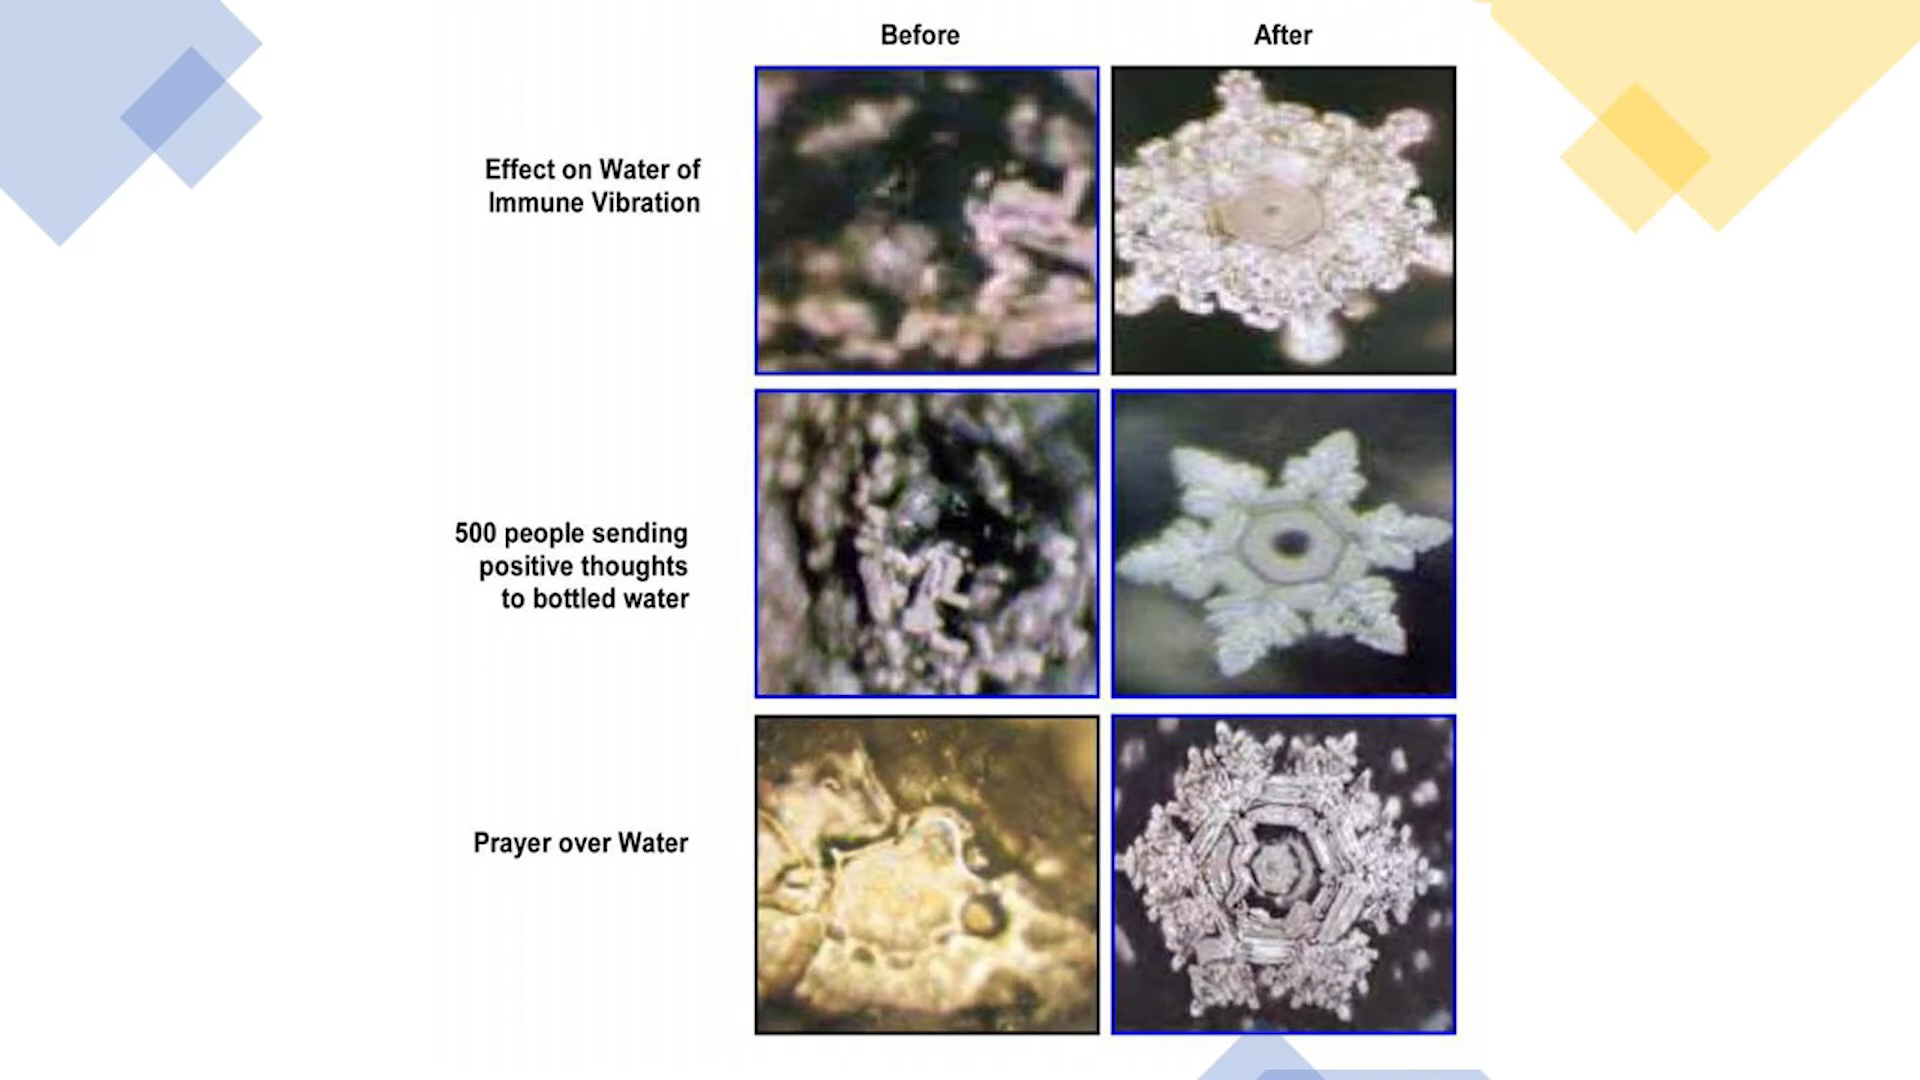 Before
After
Effect on Water of
Immune Vibration
500 people sending
positive thoughts
to bottled water
Prayer over Water